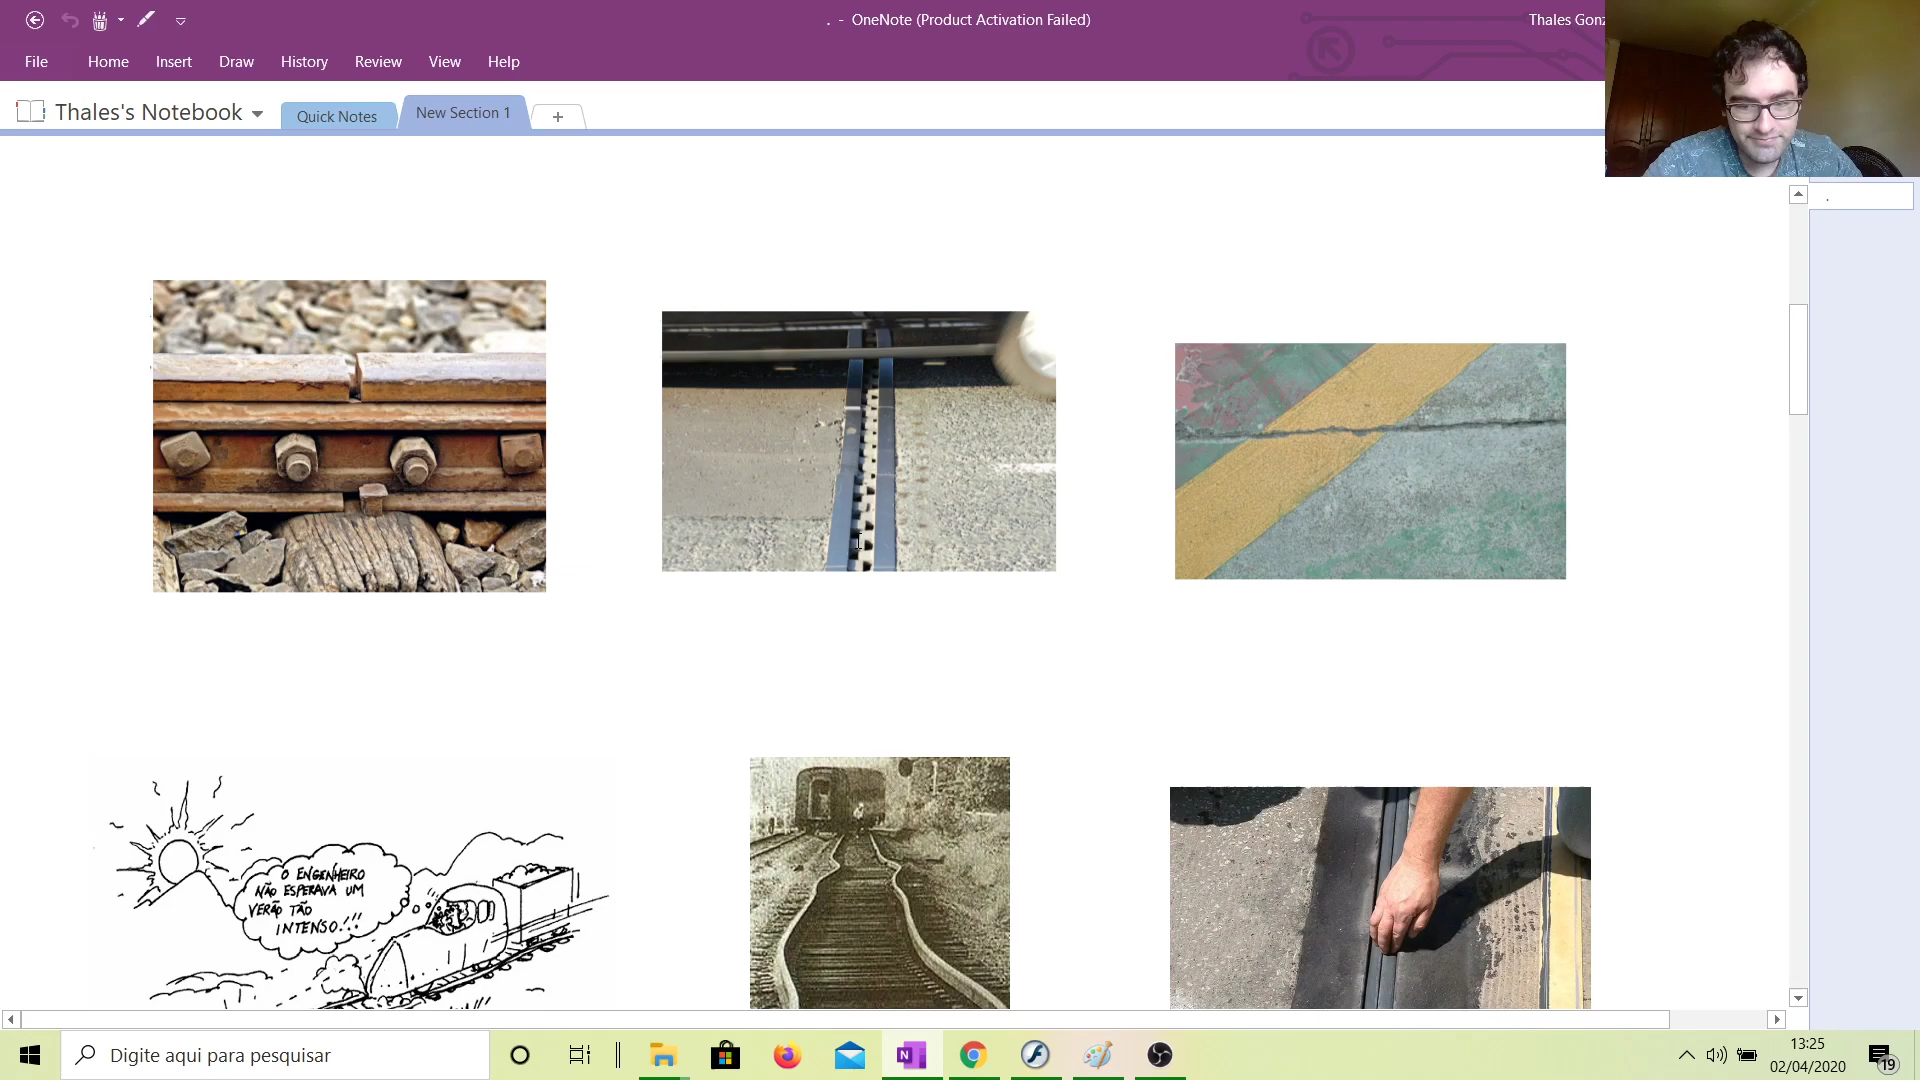 . - OneNote (Product Activation Failed)
Thales Gonz
File Home Insert Draw History Review View Help
Thales's Notebook
Quick Notes
New Section 1
+
.
O ENGENHEIRO
NÃO ESPERAVA UM
VERÃO TÃO
INTENSO!!!
Digite aqui para pesquisar
13:25
02/04/2020
19